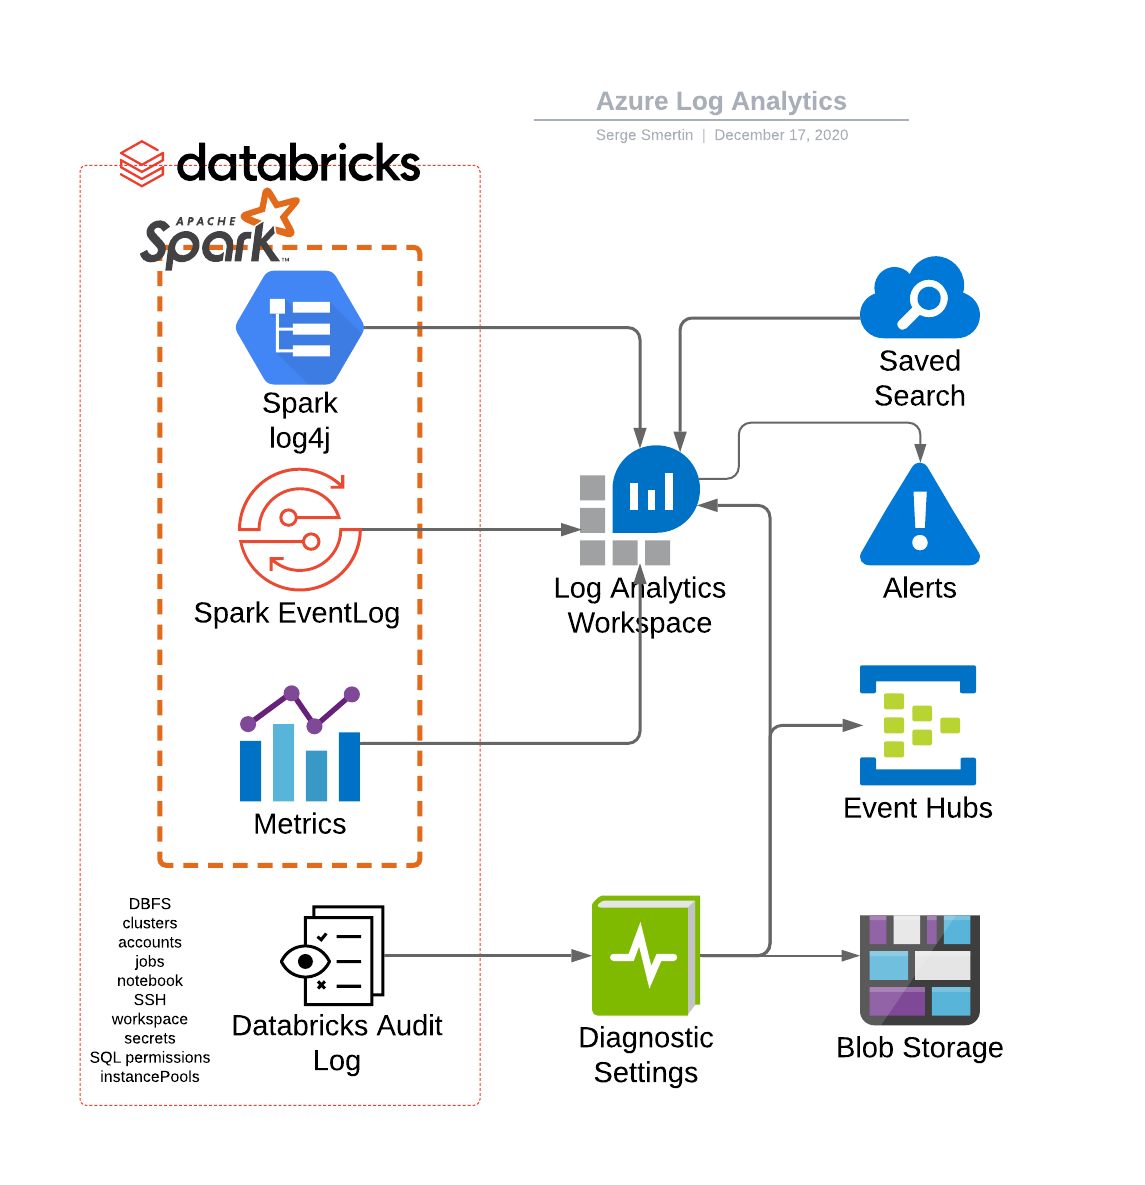 Azure Log Analytics
Serge Smertin | December 17, 2020
databricks
APACHE
Spark™
Spark
log4j
Spark EventLog
Metrics
DBFS
clusters
accounts
jobs
notebook
SSH
workspace
secrets
SQL permissions
instancePools
Databricks Audit
Log
Log Analytics
Workspace
Diagnostic
Settings
Saved
Search
Alerts
Event Hubs
Blob Storage